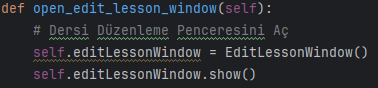 def open_edit_lesson_window(self):
    # Dersi Düzenleme Penceresini Aç
    self.editLessonWindow = EditLessonWindow()
    self.editLessonWindow.show()